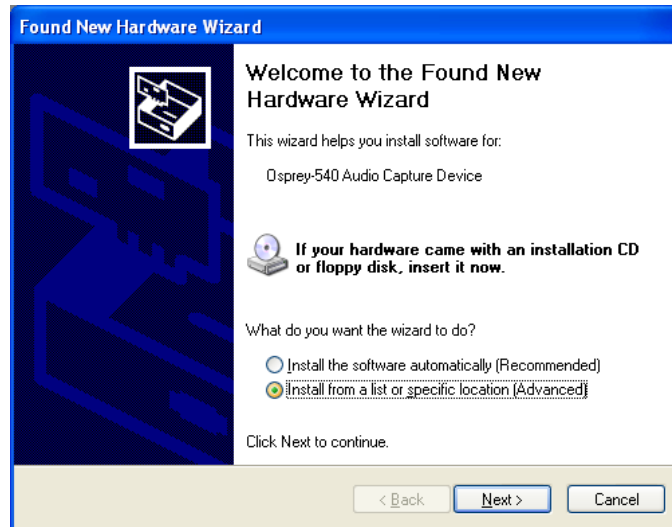 Found New Hardware Wizard
Welcome to the Found New
Hardware Wizard
This wizard helps you install software for:
Osprey-540 Audio Capture Device
If your hardware came with an installation CD
or floppy disk, insert it now.
What do you want the wizard to do?
Install the software automatically (Recommended)
Install from a list or specific location (Advanced)
Click Next to continue.
< Back Next > Cancel